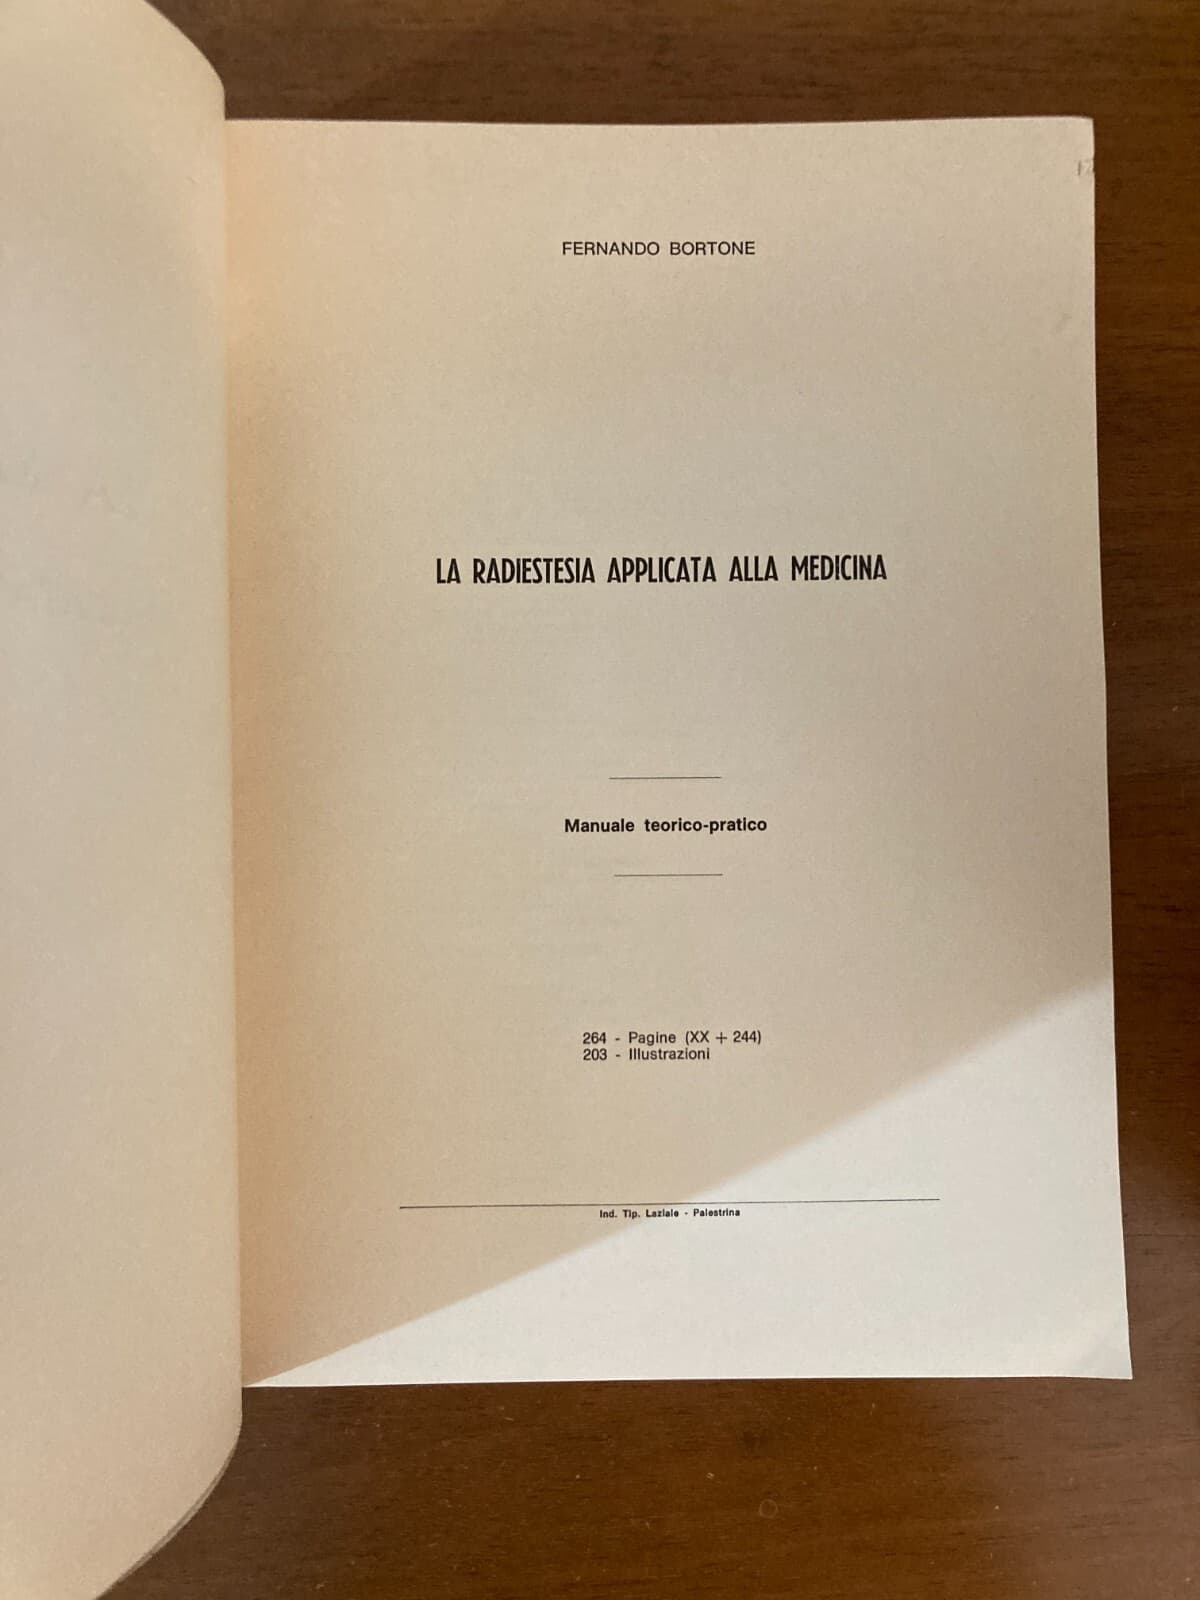 FERNANDO BORTONE
LA RADIESTESIA APPLICATA ALLA MEDICINA
Manuale teorico-pratico
264 - Pagine (XX + 244)
203 - Illustrazioni
Ind. Tip. Laziale - Palestrina